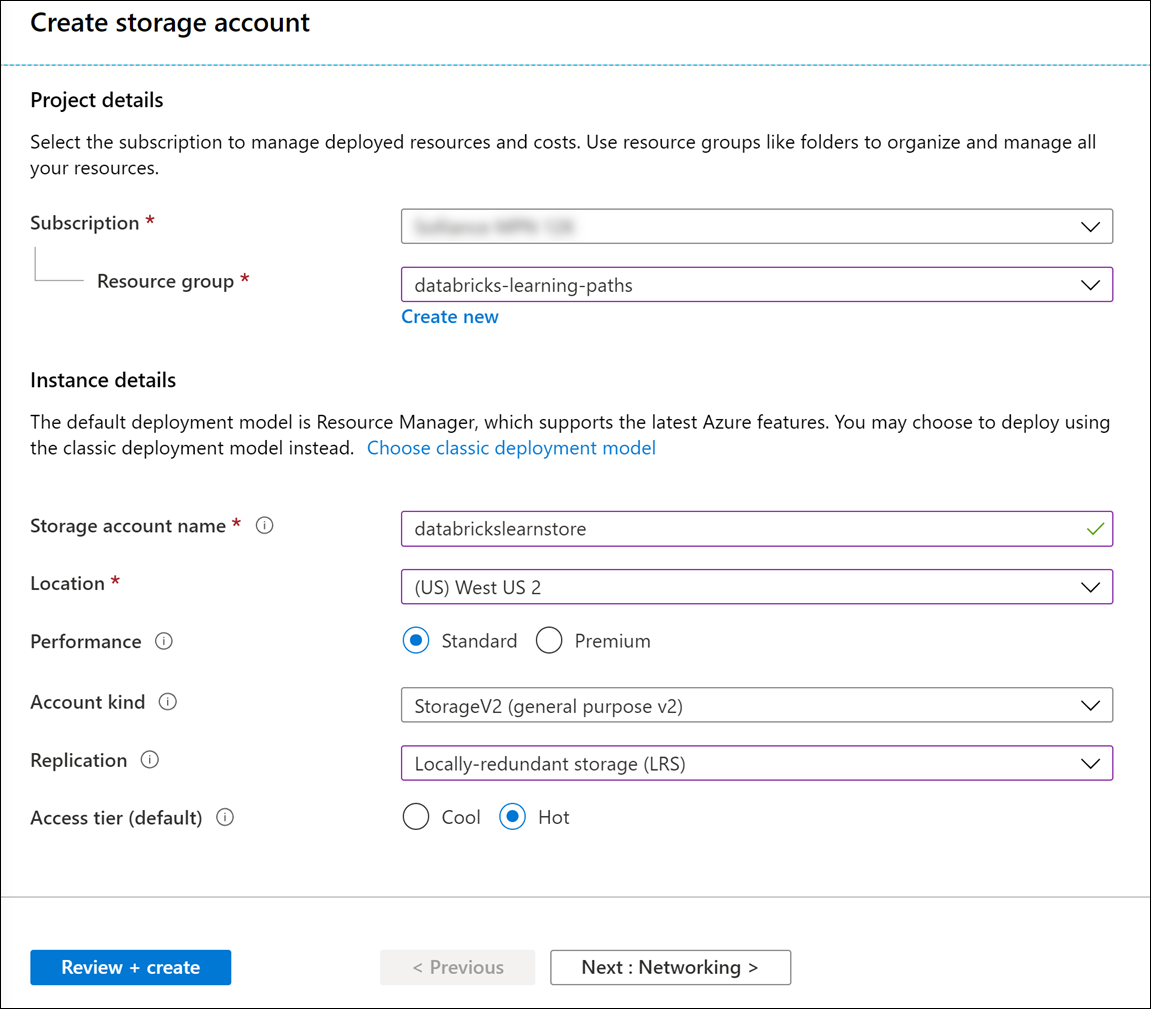 Create storage account
Project details
Select the subscription to manage deployed resources and costs. Use resource groups like folders to organize and manage all
your resources.
Subscription *
Resource group *
databricks-learning-paths
Create new
Instance details
The default deployment model is Resource Manager, which supports the latest Azure features. You may choose to deploy using
the classic deployment model instead. Choose classic deployment model
Storage account name *
databrickslearnstore
Location *
(US) West US 2
Performance
Standard Premium
Account kind
StorageV2 (general purpose v2)
Replication
Locally-redundant storage (LRS)
Access tier (default)
Cool Hot
Review + create
< Previous
Next : Networking >